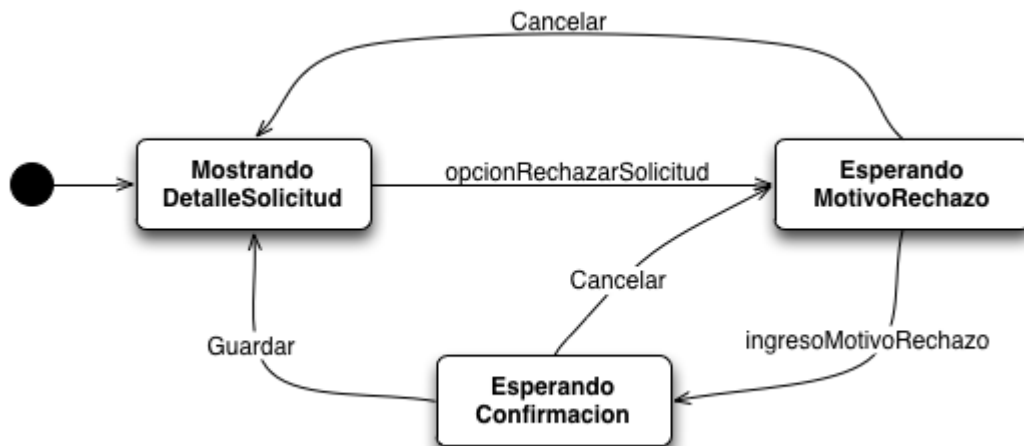 Cancelar
Mostrando
DetalleSolicitud
opcionRechazarSolicitud
Esperando
MotivoRechazo
Cancelar
Guardar
ingresoMotivoRechazo
Esperando
Confirmacion